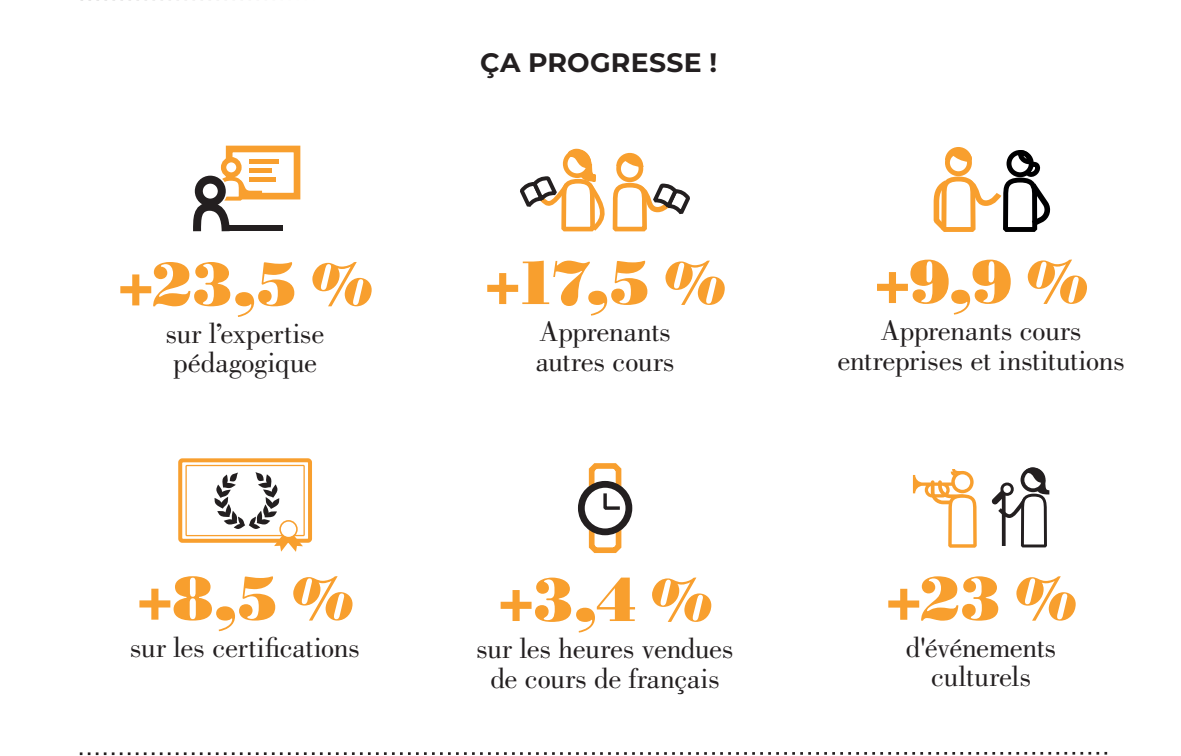 ÇA PROGRESSE !
+23,5 %
sur l’expertise
pédagogique
+17,5 %
Apprenants
autres cours
+9,9 %
Apprenants cours
entreprises et institutions
+8,5 %
sur les certifications
+3,4 %
sur les heures vendues
de cours de français
+23 %
d'événements
culturels